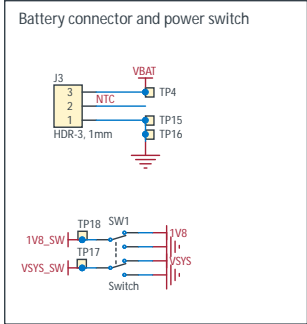 Battery connector and power switch
VBAT
J3
3
TP4
NTC
2
1
TP15
HDR-3, 1mm
TP16
TP18
SW1
1V8
1V8_SW
TP17
VSYS
VSYS_SW
Switch